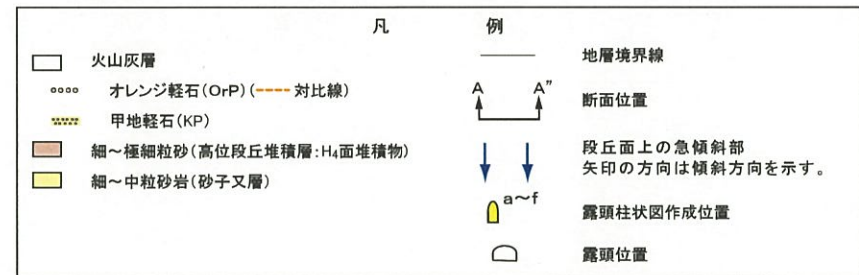 凡 例
火山灰層
オレンジ軽石(OrP)(---- 対比線)
甲地軽石(KP)
細～極細粒砂(高位段丘堆積層:H₄面堆積物)
細～中粒砂岩(砂子又層)
地層境界線
A A”
断面位置
段丘面上の急傾斜部
矢印の方向は傾斜方向を示す。
a～f
露頭柱状図作成位置
露頭位置